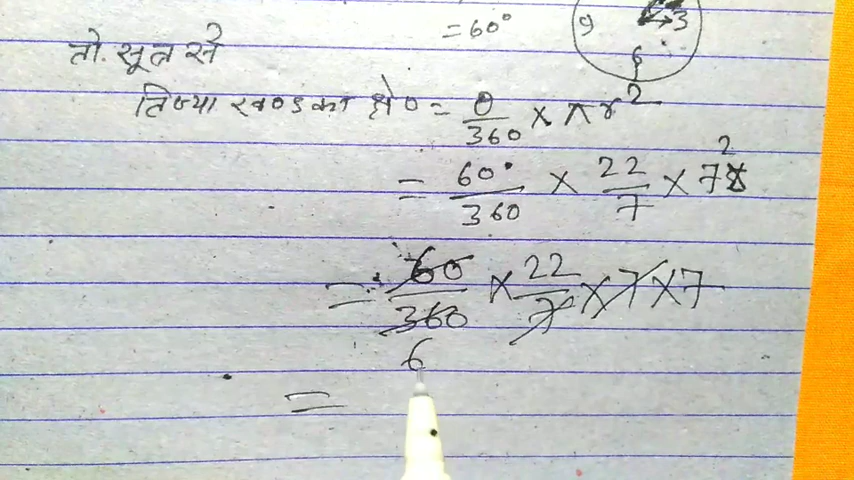 = 60°
9 3
6
तो. सूत्र से
त्रिज्या खण्ड का क्षे० = θ/360 × πr²
= 60°/360 × 22/7 × 7²
= 60/360 × 22/7 × 7 × 7
6
=